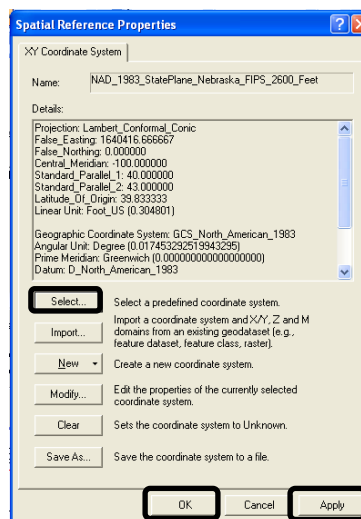 Spatial Reference Properties
XY Coordinate System
Name: NAD_1983_StatePlane_Nebraska_FIPS_2600_Feet
Details:
Projection: Lambert_Conformal_Conic
False_Easting: 1640416.666667
False_Northing: 0.000000
Central_Meridian: -100.000000
Standard_Parallel_1: 40.000000
Standard_Parallel_2: 43.000000
Latitude_Of_Origin: 39.833333
Linear Unit: Foot_US (0.304801)
Geographic Coordinate System: GCS_North_American_1983
Angular Unit: Degree (0.017453292519943295)
Prime Meridian: Greenwich (0.000000000000000000)
Datum: D_North_American_1983
Select... Select a predefined coordinate system.
Import... Import a coordinate system and X/Y, Z and M
domains from an existing geodataset (e.g.,
feature dataset, feature class, raster).
New Create a new coordinate system.
Modify... Edit the properties of the currently selected
coordinate system.
Clear Sets the coordinate system to Unknown.
Save As... Save the coordinate system to a file.
OK Cancel Apply